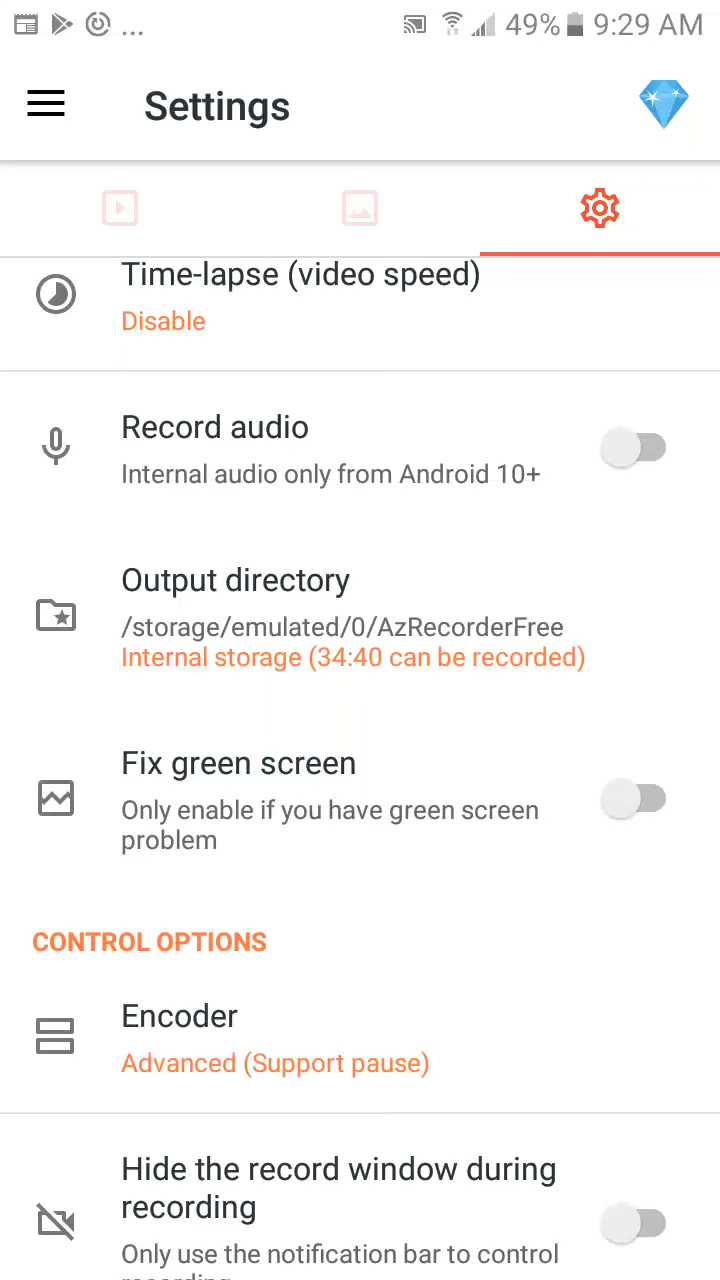 ... 49% 9:29 AM
Settings
Time-lapse (video speed)
Disable
Record audio
Internal audio only from Android 10+
Output directory
/storage/emulated/0/AzRecorderFree
Internal storage (34:40 can be recorded)
Fix green screen
Only enable if you have green screen
problem
CONTROL OPTIONS
Encoder
Advanced (Support pause)
Hide the record window during
recording
Only use the notification bar to control